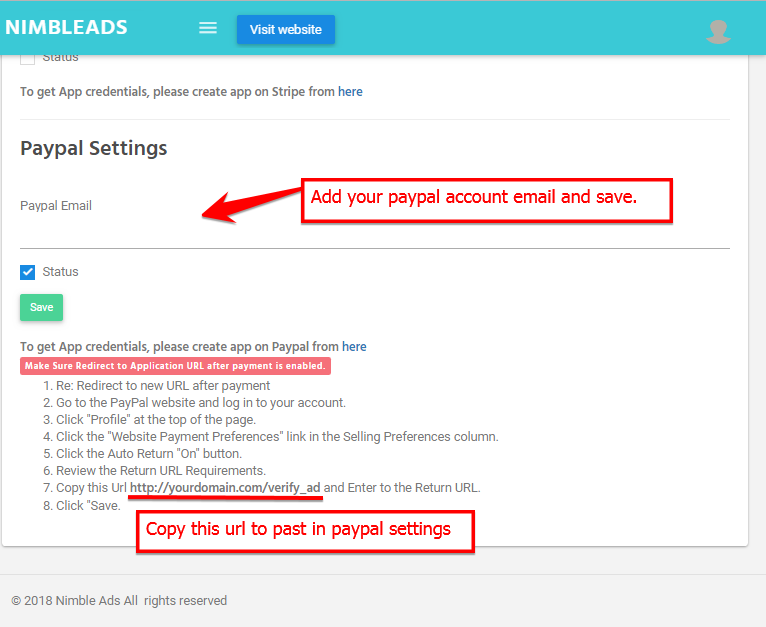 NIMBLEADS
Visit website
Status
To get App credentials, please create app on Stripe from here
Paypal Settings
Add your paypal account email and save.
Paypal Email
Status
Save
To get App credentials, please create app on Paypal from here
Make Sure Redirect to Application URL after payment is enabled.
1. Re: Redirect to new URL after payment
2. Go to the PayPal website and log in to your account.
3. Click "Profile" at the top of the page.
4. Click the "Website Payment Preferences" link in the Selling Preferences column.
5. Click the Auto Return "On" button.
6. Review the Return URL Requirements.
7. Copy this Url http://yourdomain.com/verify_ad and Enter to the Return URL.
8. Click "Save.
Copy this url to past in paypal settings
© 2018 Nimble Ads All rights reserved